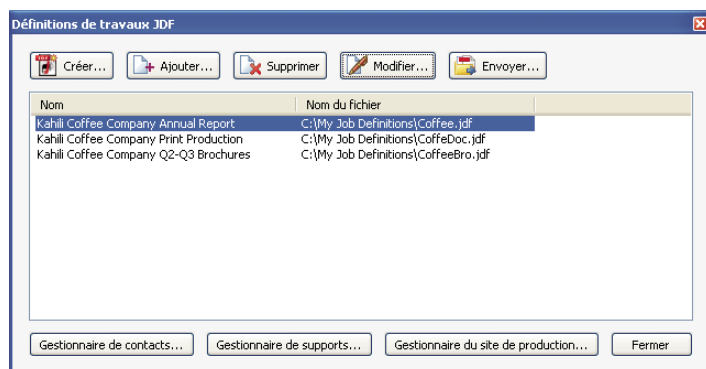 Définitions de travaux JDF
Créer... Ajouter... Supprimer Modifier... Envoyer...
Nom Nom du fichier
Kahili Coffee Company Annual Report C:\My Job Definitions\Coffee.jdf
Kahili Coffee Company Print Production C:\My Job Definitions\CoffeDoc.jdf
Kahili Coffee Company Q2-Q3 Brochures C:\My Job Definitions\CoffeeBro.jdf
Gestionnaire de contacts... Gestionnaire de supports... Gestionnaire du site de production... Fermer